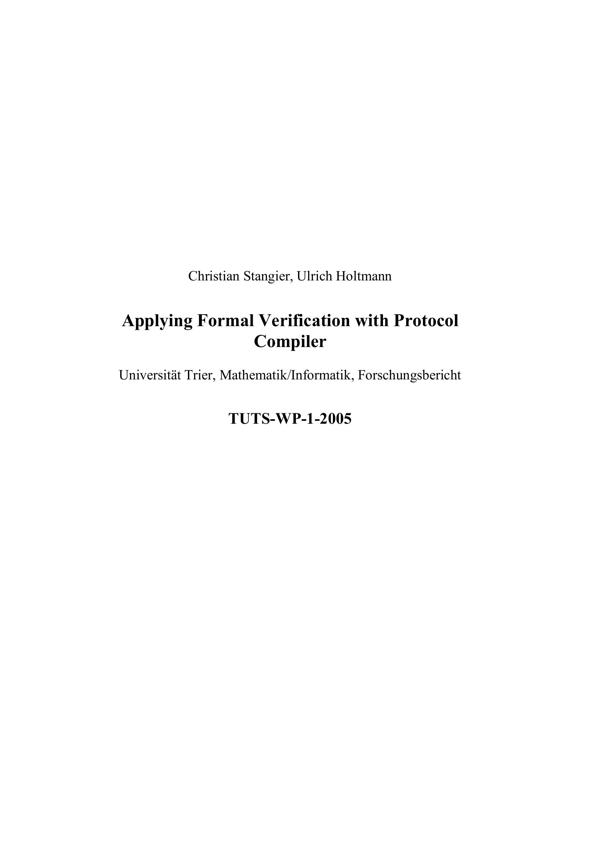 Christian Stangier, Ulrich Holtmann
Applying Formal Verification with Protocol
Compiler
Universität Trier, Mathematik/Informatik, Forschungsbericht
TUTS-WP-1-2005